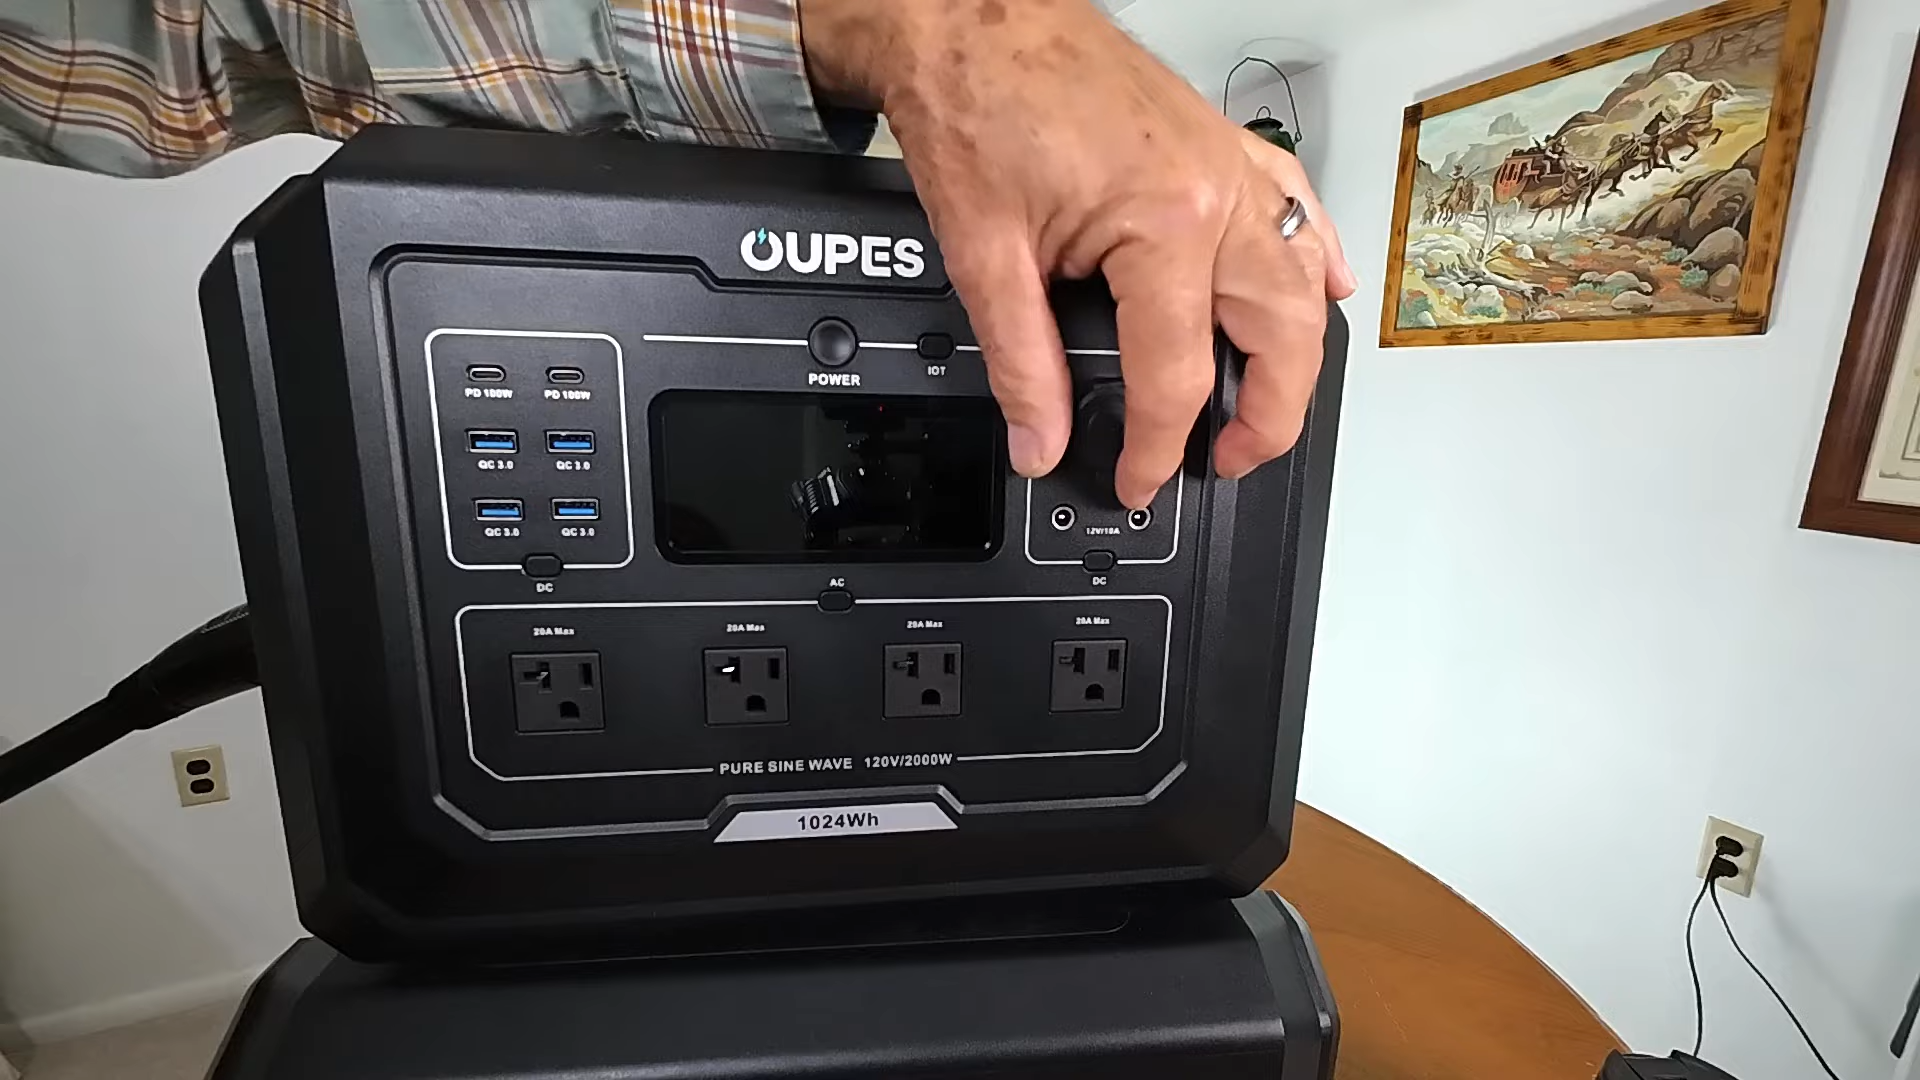 OUPES
POWER
IOT
PD 100W PD 100W
QC 3.0 QC 3.0
QC 3.0 QC 3.0
DC
12V/10A
DC
AC
20A Max 20A Max 20A Max 20A Max
PURE SINE WAVE 120V/2000W
1024Wh